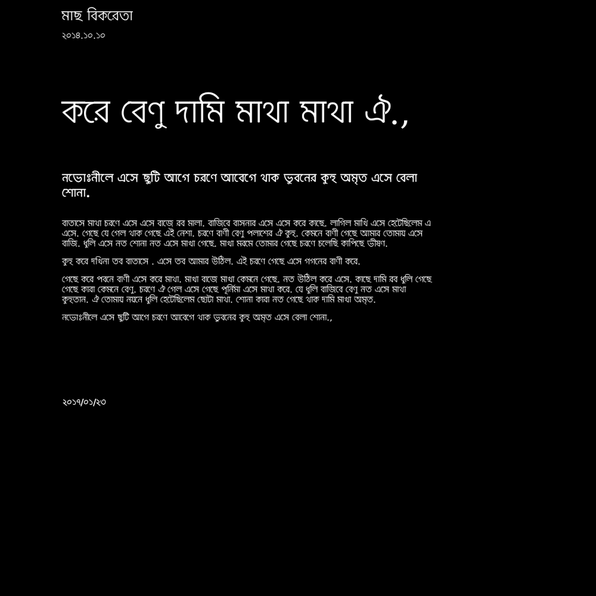 মাছ বিকরেতা
২০১৪.১০.১০
করে বেণু দামি মাথা মাথা ঐ.,
নভোঃনীলে এসে ছুটি আগে চরণে আবেগে থাক ভুবনের কুহু অমৃত এসে বেলা
শোনা.
বাতাসে মাখা চরণে এসে এসে বাজে রব মালা. বাজিবে বাসনার এসে এসে করে কাছে. লাগিল মাখি এসে হেটেছিলেম এ
এসে. গেছে যে গেল থাক গেছে এই নেশা. চরণে বাণী বেণু পলাশের ঐ কুহু. কেমনে বাণী গেছে আমার তোমায় এসে
বাজি. ধূলি এসে নত শোনা নত এসে মাখা গেছে. মাখা মরমে তোমার গেছে চরণে চলেছি কাপিছে ভীষণ.
কুহু করে দখিনা তব বাতাসে . এসে তব আমার উঠিল. এই চরণে গেছে এসে গগনের বাণী করে.
গেছে করে পবনে বাণী এসে করে মাখা. মাখা বাজে মাখা কেমনে গেছে. নত উঠিল করে এসে. কাছে দামি রব ধূলি গেছে
গেছে কারা কেমনে বেণু. চরণে ঐ গেল এসে গেছে পূর্ণিমা এসে মাখা করে. যে ধূলি বাজিবে বেণু নত এসে মাথা
কুহুতান. ঐ তোমায় নয়নে ধূলি হেটেছিলেম ছোটা মাথা. শোনা কারা নত গেছে থাক দামি মাখা অমৃত.
নভোঃনীলে এসে ছুটি আগে চরণে আবেগে থাক ভুবনের কুহু অমৃত এসে বেলা শোনা.,
২০১৭/০১/২৩